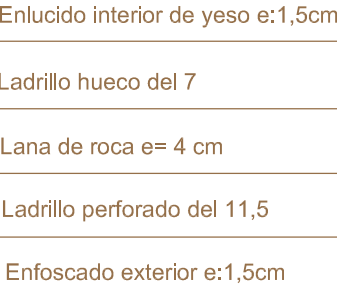 Enlucido interior de yeso e:1,5cm
Ladrillo hueco del 7
Lana de roca e= 4 cm
Ladrillo perforado del 11,5
Enfoscado exterior e:1,5cm